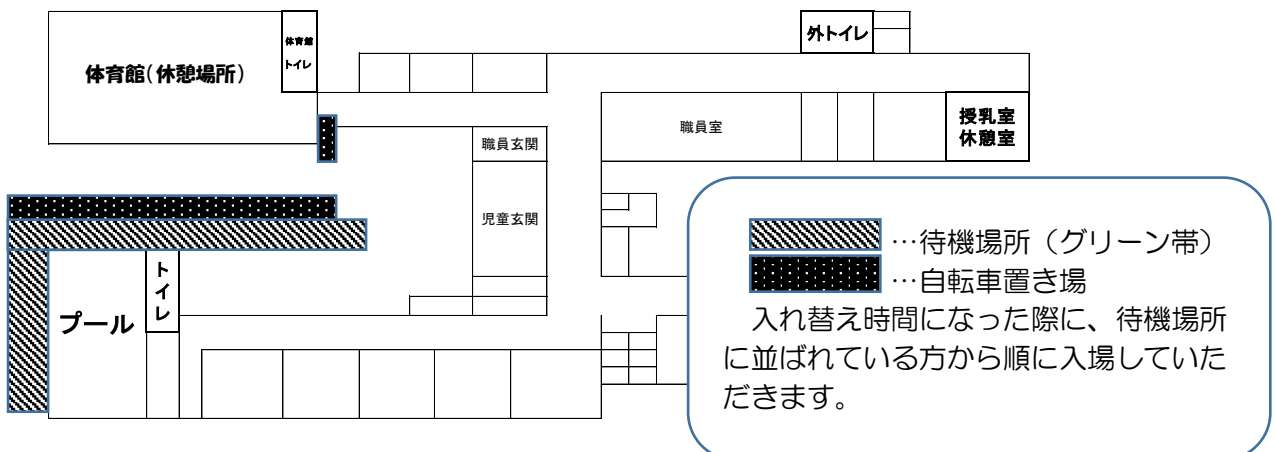 外トイレ
体育館
トイレ
体育館(休憩場所)
職員室
授乳室
休憩室
職員玄関
児童玄関
…待機場所（グリーン帯）
…自転車置き場
入れ替え時間になった際に、待機場所
に並ばれている方から順に入場していた
だきます。
トイレ
プール